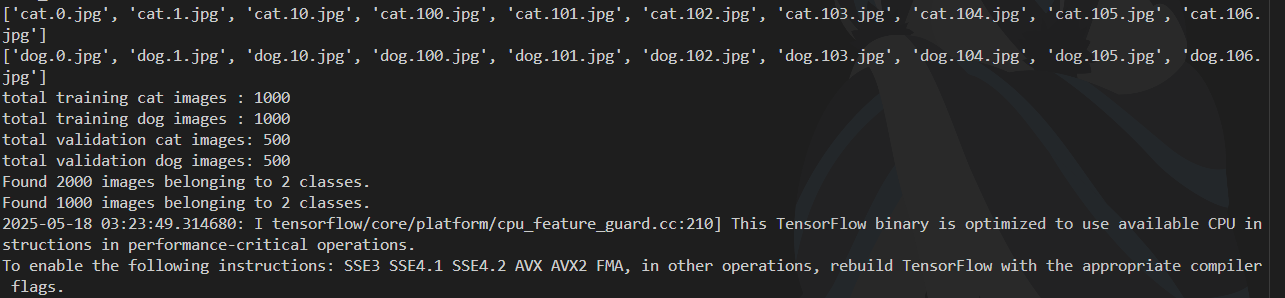 ['cat.0.jpg', 'cat.1.jpg', 'cat.10.jpg', 'cat.100.jpg', 'cat.101.jpg', 'cat.102.jpg', 'cat.103.jpg', 'cat.104.jpg', 'cat.105.jpg', 'cat.106.
jpg']
['dog.0.jpg', 'dog.1.jpg', 'dog.10.jpg', 'dog.100.jpg', 'dog.101.jpg', 'dog.102.jpg', 'dog.103.jpg', 'dog.104.jpg', 'dog.105.jpg', 'dog.106.
jpg']
total training cat images : 1000
total training dog images : 1000
total validation cat images: 500
total validation dog images: 500
Found 2000 images belonging to 2 classes.
Found 1000 images belonging to 2 classes.
2025-05-18 03:23:49.314680: I tensorflow/core/platform/cpu_feature_guard.cc:210] This TensorFlow binary is optimized to use available CPU in
structions in performance-critical operations.
To enable the following instructions: SSE3 SSE4.1 SSE4.2 AVX AVX2 FMA, in other operations, rebuild TensorFlow with the appropriate compiler
 flags.